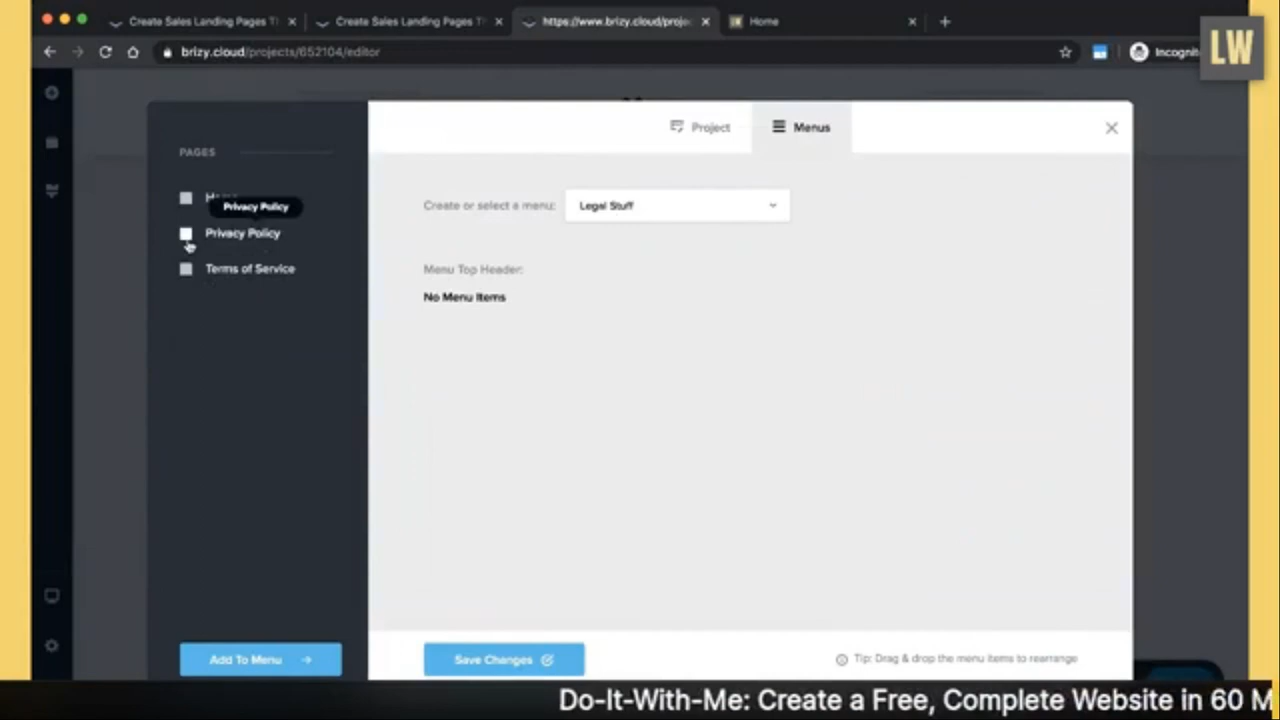 Create Sales Landing Pages T
Create Sales Landing Pages T
https://www.brizy.cloud/proje
Home
brizy.cloud/projects/652104/editor
Incogni
LW
PAGES
Project
Menus
Privacy Policy
Create or select a menu:
Legal Stuff
Privacy Policy
Terms of Service
Menu Top Header:
No Menu Items
Add To Menu
Save Changes
Tip: Drag & drop the menu items to rearrange
Do-It-With-Me: Create a Free, Complete Website in 60 M